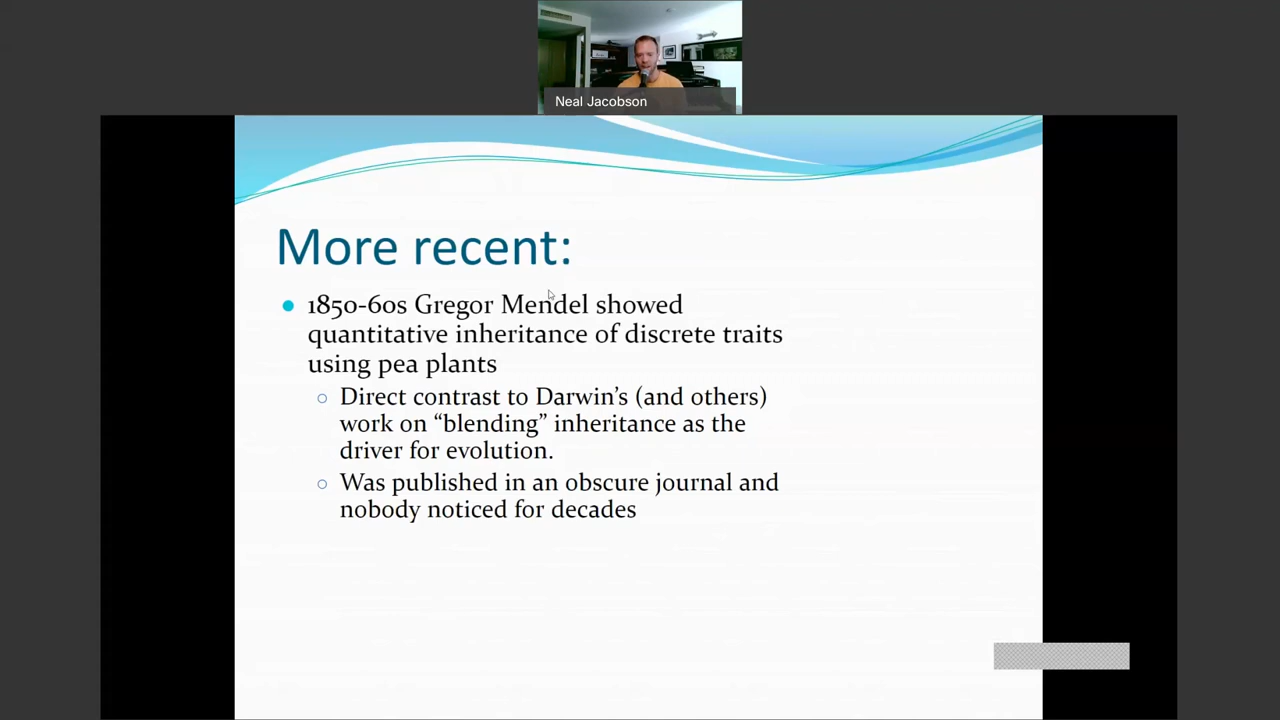 Neal Jacobson
More recent:
1850-60s Gregor Mendel showed
quantitative inheritance of discrete traits
using pea plants
Direct contrast to Darwin’s (and others)
work on “blending” inheritance as the
driver for evolution.
Was published in an obscure journal and
nobody noticed for decades